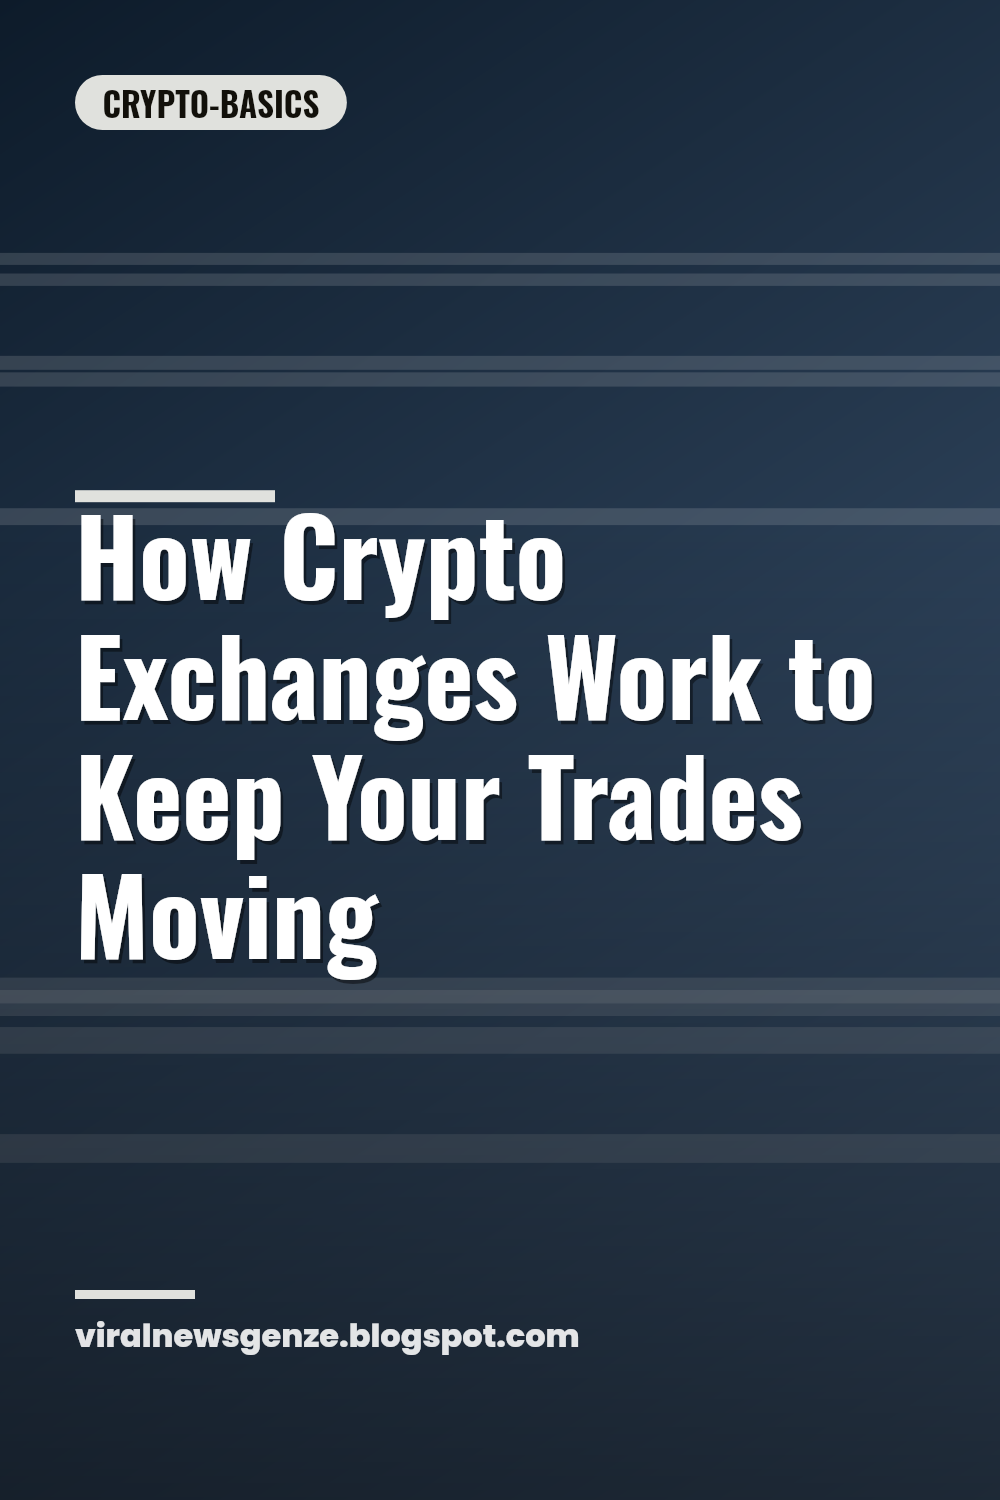 CRYPTO-BASICS
How Crypto
Exchanges Work to
Keep Your Trades
Moving
viralnewsgenze.blogspot.com